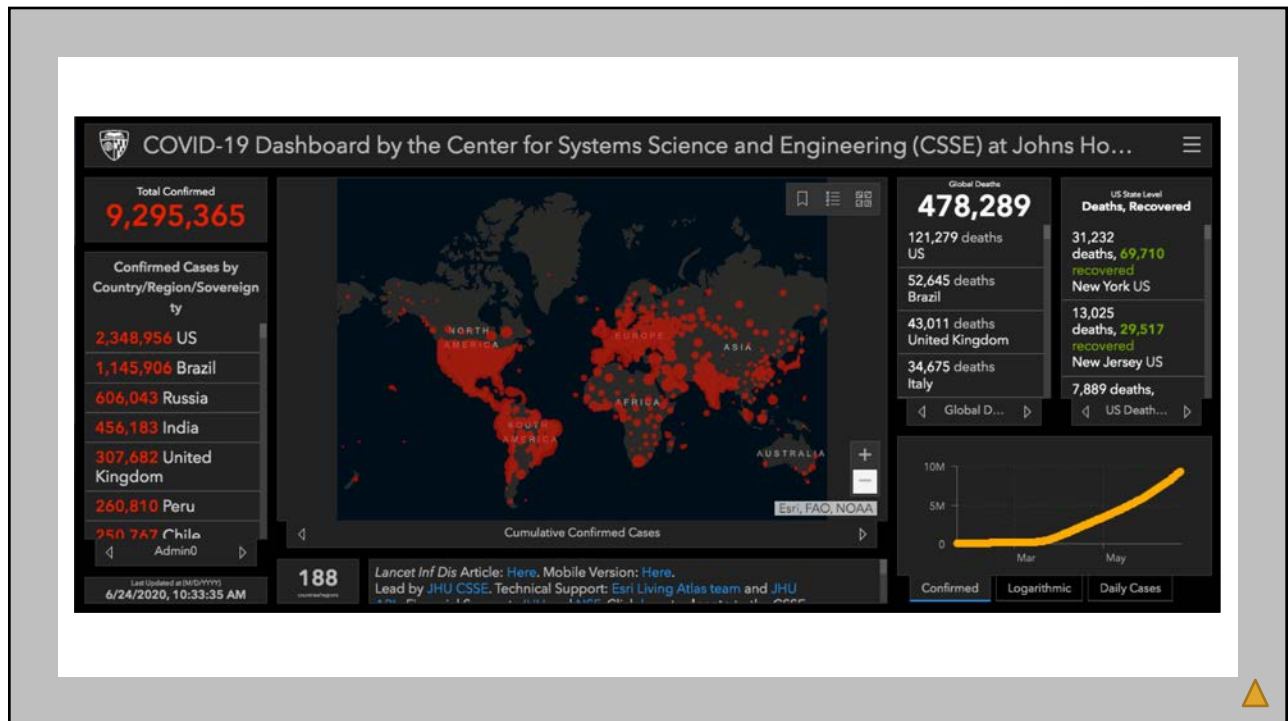 COVID-19 Dashboard by the Center for Systems Science and Engineering (CSSE) at Johns Ho...
Total Confirmed
9,295,365
Confirmed Cases by
Country/Region/Sovereign
ty
2,348,956 US
1,145,906 Brazil
606,043 Russia
456,183 India
307,682 United
Kingdom
260,810 Peru
250,767 Chile
Admin0
Last Updated at (M/D/YYYY)
6/24/2020, 10:33:35 AM
NORTH
AMERICA
EUROPE
ASIA
AFRICA
SOUTH
AMERICA
AUSTRALIA
+
Esri, FAO, NOAA
Cumulative Confirmed Cases
188
countries/regions
Lancet Inf Dis Article: Here. Mobile Version: Here.
Lead by JHU CSSE. Technical Support: Esri Living Atlas team and JHU
Global Deaths
478,289
121,279 deaths
US
52,645 deaths
Brazil
43,011 deaths
United Kingdom
34,675 deaths
Italy
Global D...
US State Level
Deaths, Recovered
31,232
deaths, 69,710
recovered
New York US
13,025
deaths, 29,517
recovered
New Jersey US
7,889 deaths,
US Death...
10M
5M
0
Mar
May
Confirmed
Logarithmic
Daily Cases